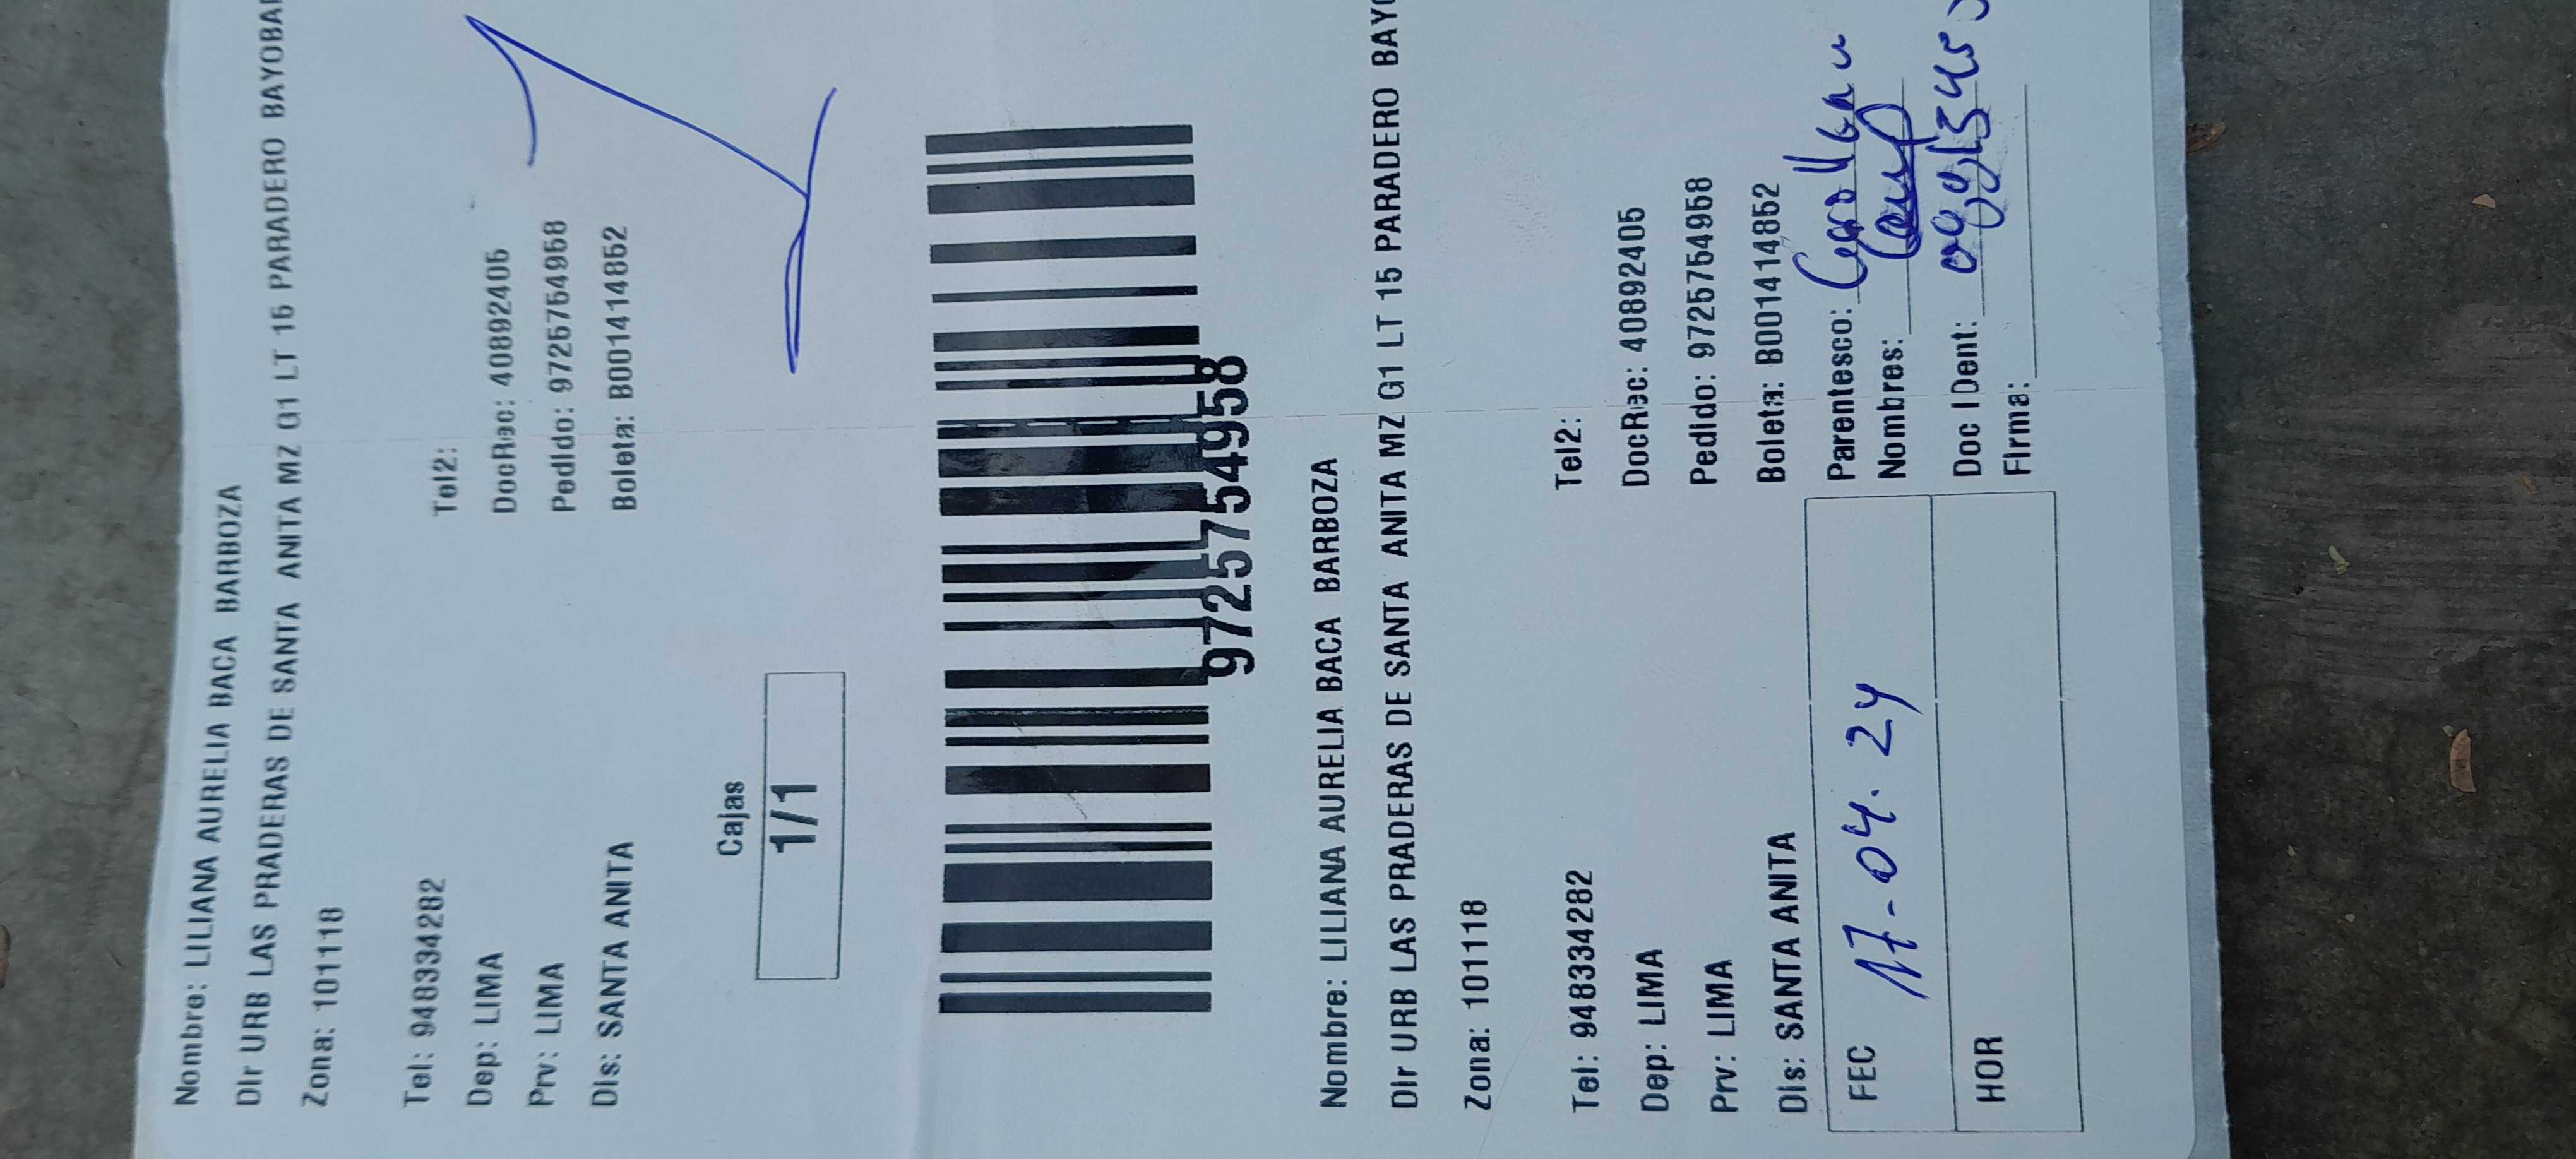 Nombre: LILIANA AURELIA BACA BARBOZA
Dir URB LAS PRADERAS DE SANTA ANITA MZ G1 LT 15 PARADERO
Zona: 101118
Tel: 948334282 Tel2:
Dep: LIMA DocRec: 40892405
Prv: LIMA Pedido: 9725754958
Dis: SANTA ANITA Boleta: B001414852
Cajas
1/1
9725754958
Nombre: LILIANA AURELIA BACA BARBOZA
Dir URB LAS PRADERAS DE SANTA ANITA MZ G1 LT 15 PARADERO
Zona: 101118
Tel: 948334282 Tel2:
Dep: LIMA DocRec: 40892405
Prv: LIMA Pedido: 9725754958
Dis: SANTA ANITA Boleta: B001414852
FEC 17-04.24 Parentesco:
Nombres:
HOR Doc IDent:
Firma: